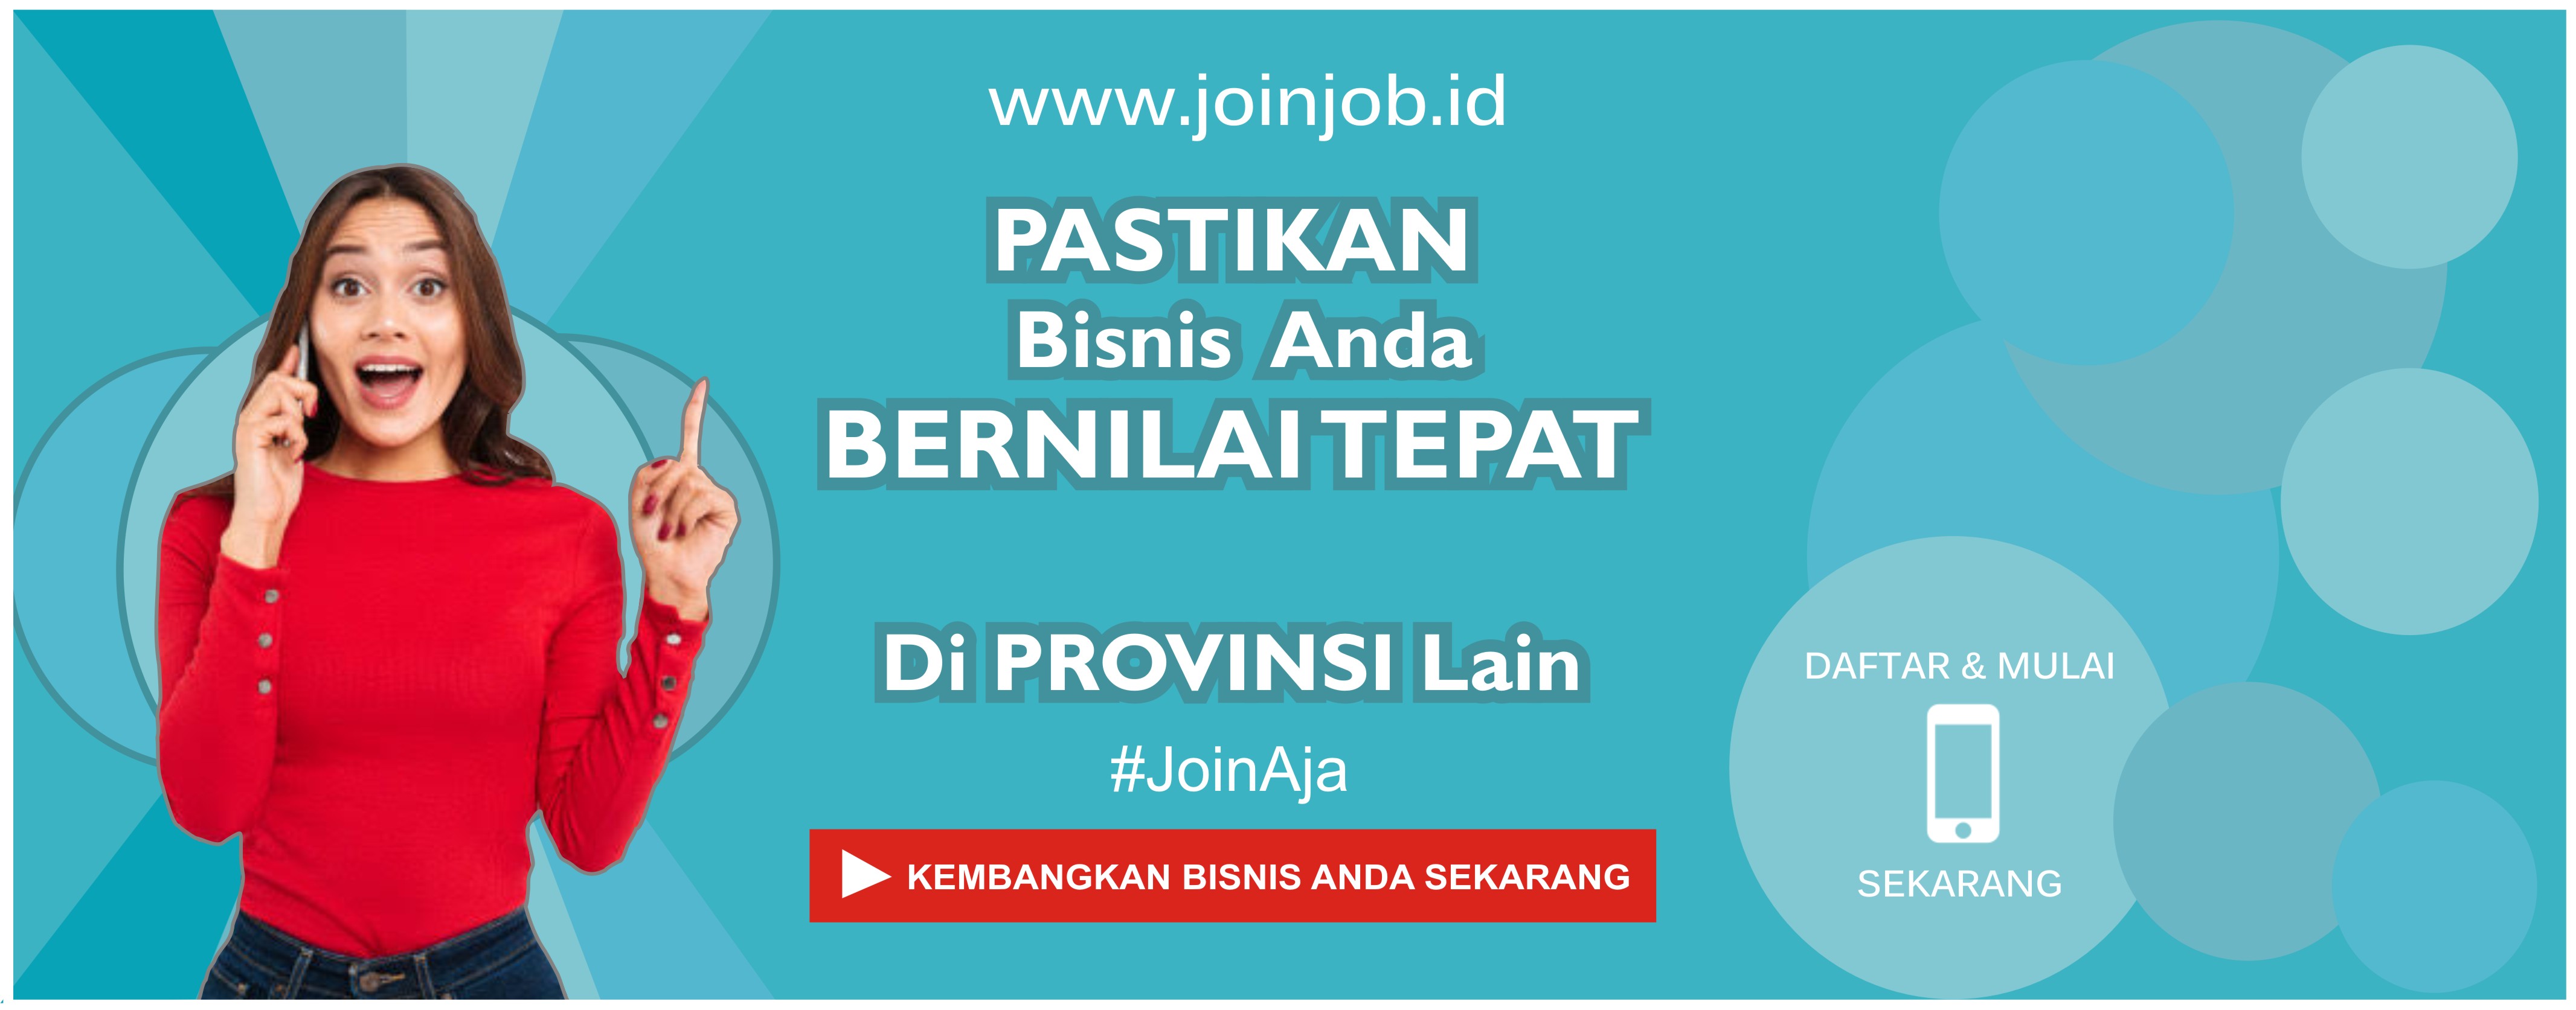 www.joinjob.id
PASTIKAN
Bisnis Anda
BERNILAI TEPAT
Di PROVINSI Lain
#JoinAja
KEMBANGKAN BISNIS ANDA SEKARANG
DAFTAR & MULAI
SEKARANG